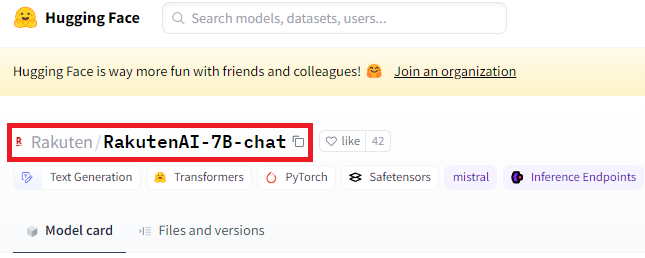 Hugging Face
Search models, datasets, users...
Hugging Face is way more fun with friends and colleagues! 🤗 Join an organization
R Rakuten/RakutenAI-7B-chat like 42
Text Generation Transformers PyTorch Safetensors mistral Inference Endpoints
Model card Files and versions